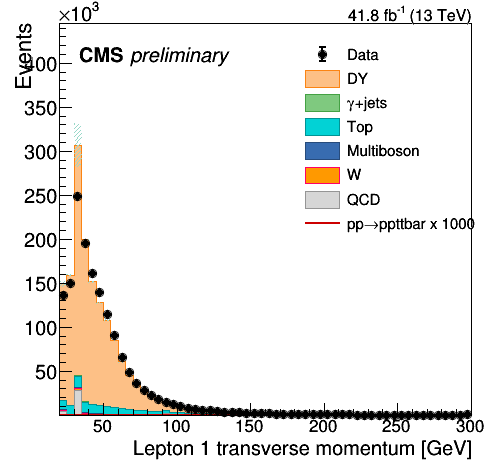 ×10³
41.8 fb⁻¹ (13 TeV)
Events
CMS preliminary
Data
DY
γ+jets
Top
Multiboson
W
QCD
pp→ppttbar x 1000
400
350
300
250
200
150
100
50
50 100 150 200 250 300
Lepton 1 transverse momentum [GeV]